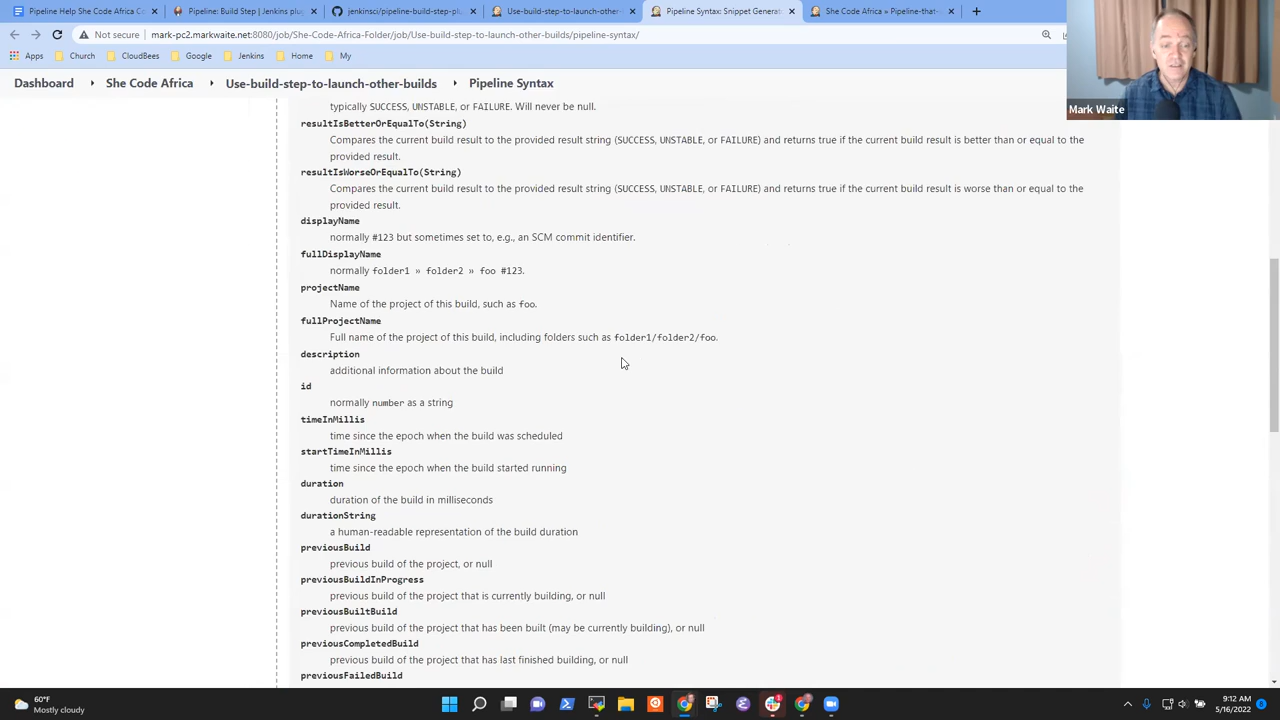 Pipeline Help She Code Africa C
Pipeline: Build Step | Jenkins plug
jenkinsci/pipeline-build-step-plu
Use-build-step-to-launch-other-
Pipeline Syntax: Snippet Generat
She Code Africa » Pipeline-that-
Not secure
mark-pc2.markwaite.net:8080/job/She-Code-Africa-Folder/job/Use-build-step-to-launch-other-builds/pipeline-syntax/
Apps
Church
CloudBees
Google
Jenkins
Home
My
Dashboard
She Code Africa
Use-build-step-to-launch-other-builds
Pipeline Syntax
Mark Waite
typically SUCCESS, UNSTABLE, or FAILURE. Will never be null.
resultIsBetterOrEqualTo(String)
Compares the current build result to the provided result string (SUCCESS, UNSTABLE, or FAILURE) and returns true if the current build result is better than or equal to the
provided result.
resultIsWorseOrEqualTo(String)
Compares the current build result to the provided result string (SUCCESS, UNSTABLE, or FAILURE) and returns true if the current build result is worse than or equal to the
provided result.
displayName
normally #123 but sometimes set to, e.g., an SCM commit identifier.
fullDisplayName
normally folder1 » folder2 » foo #123.
projectName
Name of the project of this build, such as foo.
fullProjectName
Full name of the project of this build, including folders such as folder1/folder2/foo.
description
additional information about the build
id
normally number as a string
timeInMillis
time since the epoch when the build was scheduled
startTimeInMillis
time since the epoch when the build started running
duration
duration of the build in milliseconds
durationString
a human-readable representation of the build duration
previousBuild
previous build of the project, or null
previousBuildInProgress
previous build of the project that is currently building, or null
previousBuiltBuild
previous build of the project that has been built (may be currently building), or null
previousCompletedBuild
previous build of the project that has last finished building, or null
previousFailedBuild
60°F
Mostly cloudy
9:12 AM
5/16/2022